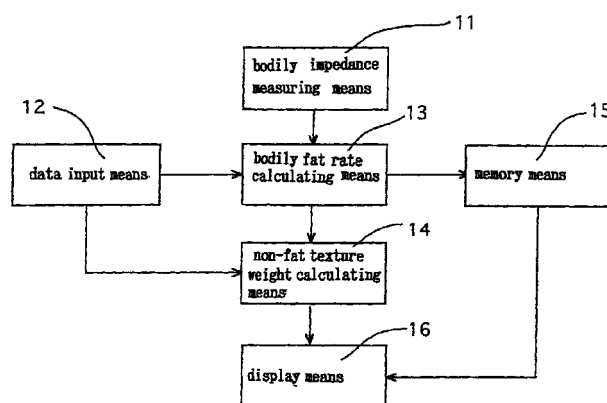 11
bodily impedance
measuring means
12
13
15
data input means
bodily fat rate
calculating means
memory means
14
non-fat texture
weight calculating
means
16
display means